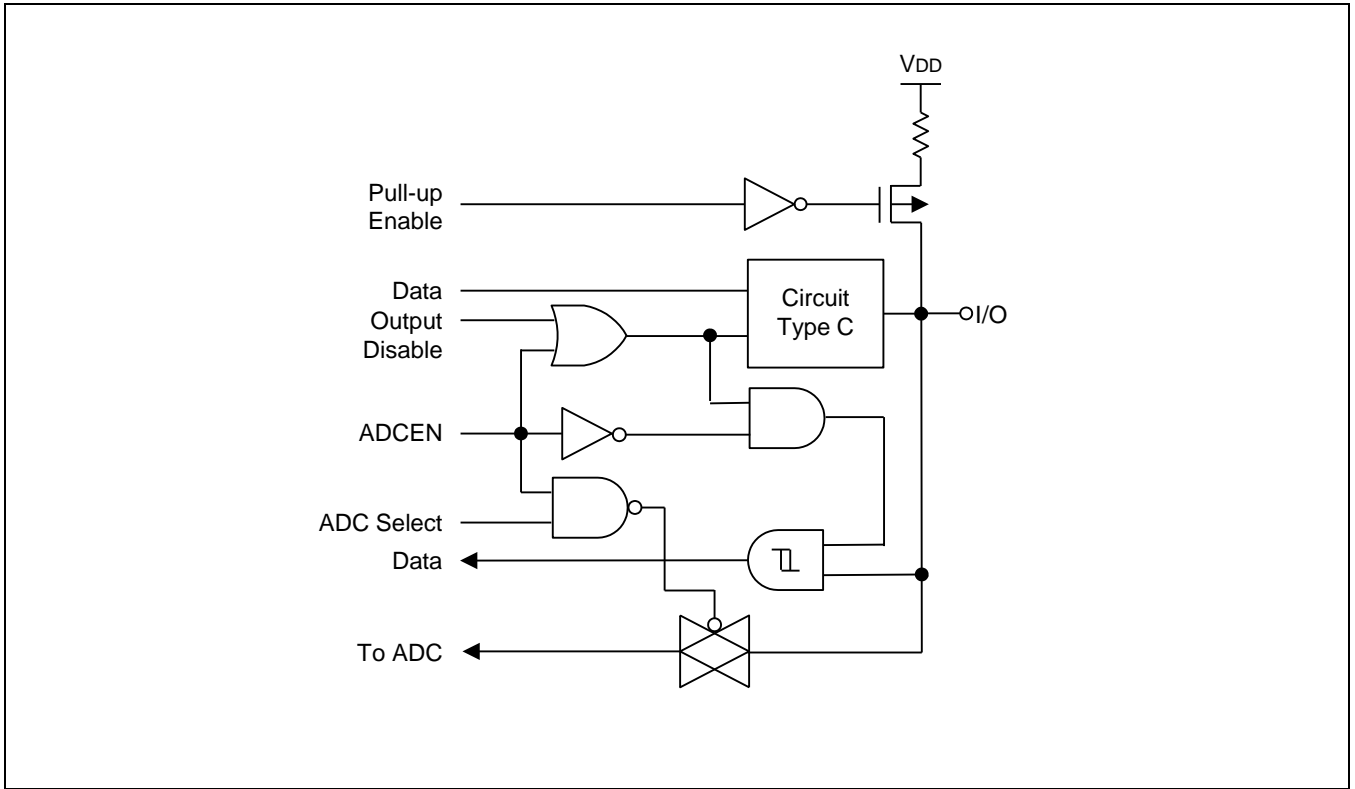 VDD
Pull-up
Enable
Data
Output
Disable
Circuit
Type C
I/O
ADCEN
ADC Select
Data
To ADC